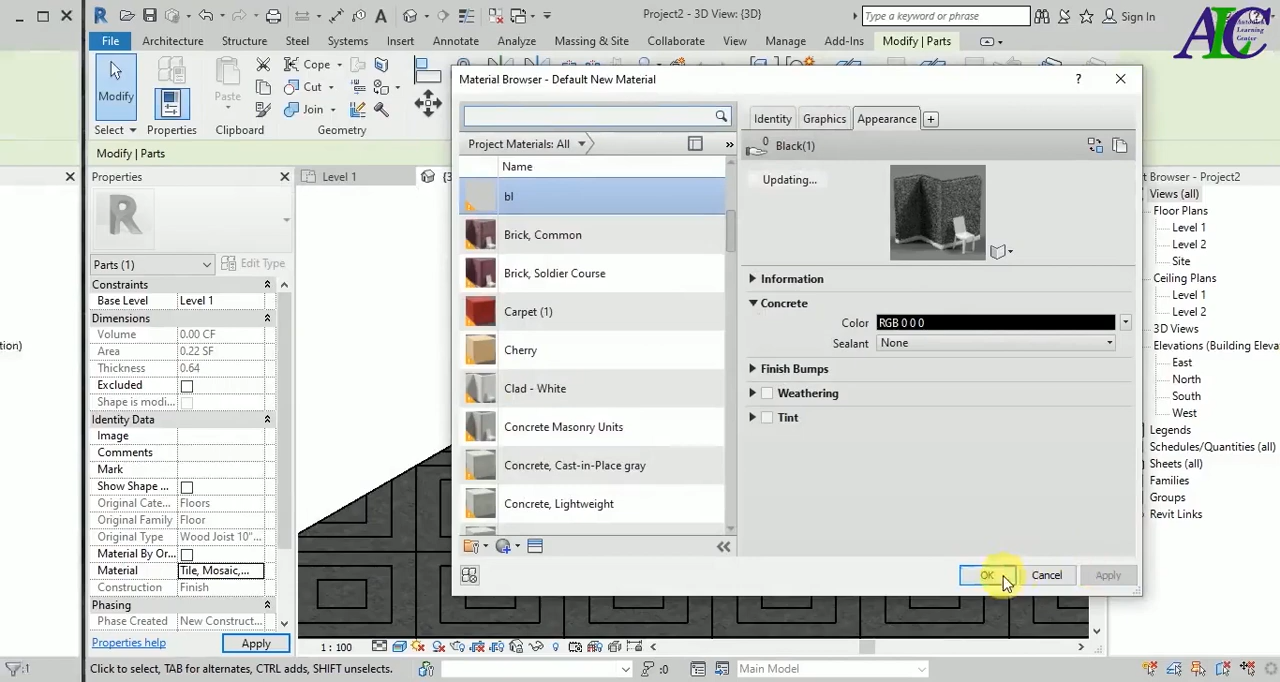 Project2 - 3D View: {3D}
Type a keyword or phrase
Sign In
ALC
Autodesk
Learning
Center
File
Architecture
Structure
Steel
Insert
Annotate
Analyze
Massing & Site
Collaborate
View
Manage
Add-Ins
Modify | Parts
Modify
Paste
Cope
Cut
Join
Select
Properties
Clipboard
Geometry
Modify | Parts
Properties
Level 1
Parts (1)
Edit Type
Constraints
Base Level
Level 1
Dimensions
Volume
0.00 CF
Area
0.22 SF
Thickness
0.64
Excluded
Shape is modi...
Identity Data
Image
Comments
Mark
Show Shape ...
Original Cate...
Floors
Original Family
Floor
Original Type
Wood Joist 10"...
Material By Or...
Material
Tile, Mosaic,...
Construction
Finish
Phasing
Phase Created
New Construct...
Properties help
Apply
Material Browser - Default New Material
?
Project Materials: All
»
Name
bl
Brick, Common
Brick, Soldier Course
Carpet (1)
Cherry
Clad - White
Concrete Masonry Units
Concrete, Cast-in-Place gray
Concrete, Lightweight
Identity
Graphics
Appearance
+
0
Black(1)
Updating...
Information
Concrete
Color
RGB 0 0 0
Sealant
None
Finish Bumps
Weathering
Tint
OK
Cancel
Apply
t Browser - Project2
Views (all)
Floor Plans
Level 1
Level 2
Site
Ceiling Plans
Level 1
Level 2
3D Views
Elevations (Building Eleva
East
North
South
West
Legends
Schedules/Quantities (all)
Sheets (all)
Families
Groups
Revit Links
1 : 100
:1
Click to select, TAB for alternates, CTRL adds, SHIFT unselects.
:0
Main Model